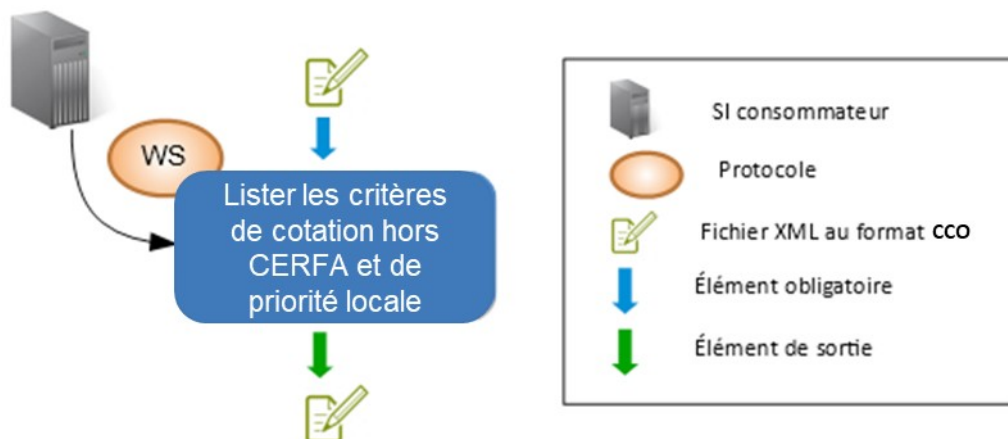 WS
Lister les critères
de cotation hors
CERFA et de
priorité locale
SI consommateur
Protocole
Fichier XML au format CCO
Élément obligatoire
Élément de sortie